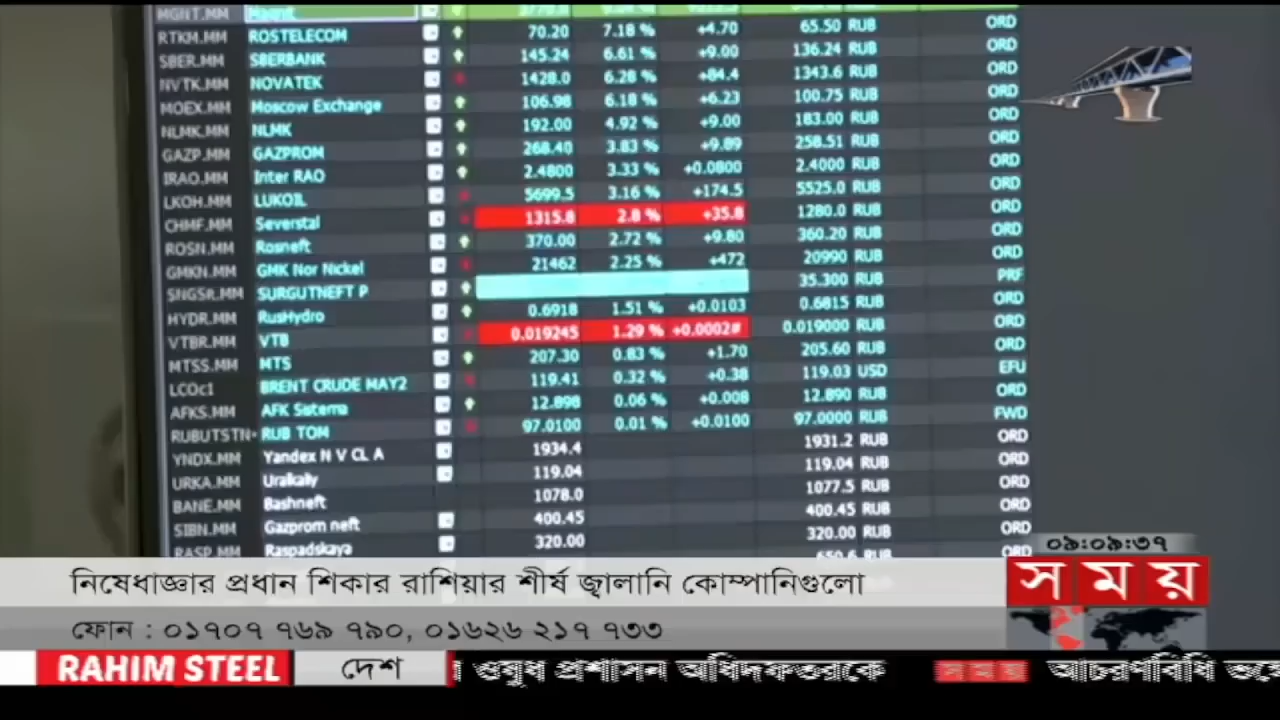 MGNT.MM Magnit
RTKM.MM ROSTELECOM 70.20 7.18 % +4.70 65.50 RUB ORD
SBER.MM SBERBANK 145.24 6.61 % +9.00 136.24 RUB ORD
NVTK.MM NOVATEK 1428.0 6.28 % +84.4 1343.6 RUB ORD
MOEX.MM Moscow Exchange 106.98 6.18 % +6.23 100.75 RUB ORD
NLMK.MM NLMK 192.00 4.92 % +9.00 183.00 RUB ORD
GAZP.MM GAZPROM 268.40 3.83 % +9.89 258.51 RUB ORD
IRAO.MM Inter RAO 2.4800 3.33 % +0.0800 2.4000 RUB ORD
LKOH.MM LUKOIL 5699.5 3.16 % +174.5 5525.0 RUB ORD
CHMF.MM Severstal 1315.8 2.8 % +35.8 1280.0 RUB ORD
ROSN.MM Rosneft 370.00 2.72 % +9.80 360.20 RUB ORD
GMKN.MM GMK Nor Nickel 21462 2.25 % +472 20990 RUB ORD
SNGSR.MM SURGUTNEFT P 35.300 RUB PRF
HYDR.MM RusHydro 0.6918 1.51 % +0.0103 0.6815 RUB ORD
VTBR.MM VTB 0.019245 1.29 % +0.0002# 0.019000 RUB ORD
MTSS.MM MTS 207.30 0.83 % +1.70 205.60 RUB ORD
LCOc1 BRENT CRUDE MAY2 119.41 0.32 % +0.38 119.03 USD EFU
AFKS.MM AFK Sistema 12.898 0.06 % +0.008 12.890 RUB ORD
RUBUTSTN= RUB TOM 97.0100 0.01 % +0.0100 97.0000 RUB FWD
YNDX.MM Yandex N V CL A 1934.4 1931.2 RUB ORD
URKA.MM Uralkaliy 119.04 119.04 RUB ORD
BANE.MM Bashneft 1078.0 1077.5 RUB ORD
SIBN.MM Gazprom neft 400.45 400.45 RUB ORD
RASP.MM Raspadskaya 320.00 320.00 RUB ORD
০৯:০৯:৩৭
নিষেধাজ্ঞার প্রধান শিকার রাশিয়ার শীর্ষ জ্বালানি কোম্পানিগুলো
সময়
ফোন : ০১৭০৭ ৭৬৯ ৭৯০, ০১৬২৬ ২১৭ ৭৩৩
RAHIM STEEL দেশ ওষুধ প্রশাসন অধিদফতরকে সময় আচরণবিধি